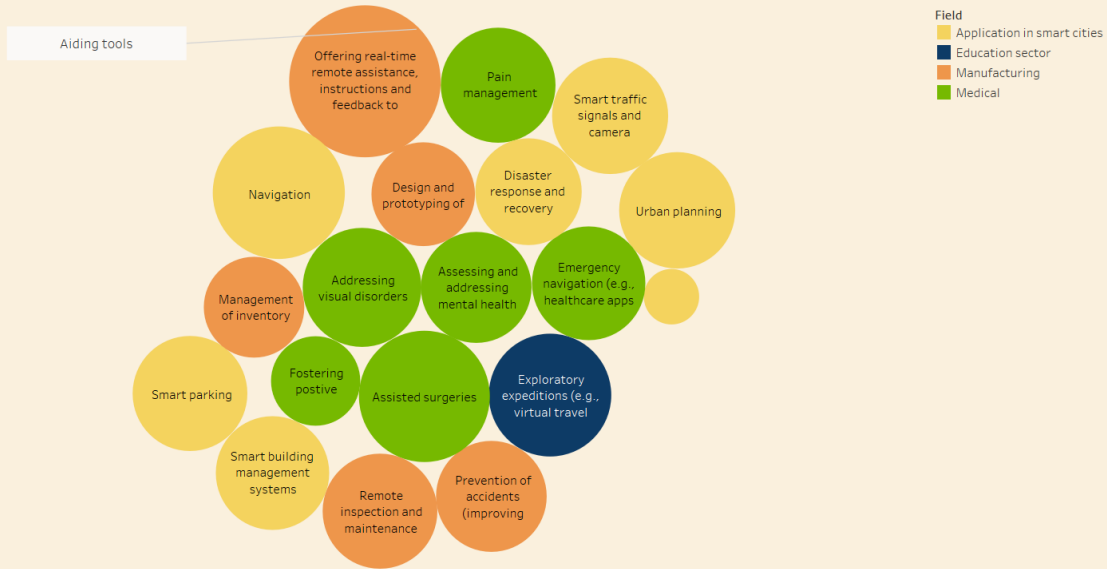 Aiding tools
Offering real-time
remote assistance,
instructions and
feedback to
Pain
management
Smart traffic
signals and
camera
Navigation
Design and
prototyping of
Disaster
response and
recovery
Urban planning
Management
of inventory
Addressing
visual disorders
Assessing and
addressing
mental health
Emergency
navigation (e.g.,
healthcare apps
Smart parking
Fostering
postive
Assisted surgeries
Exploratory
expeditions (e.g.,
virtual travel
Smart building
management
systems
Remote
inspection and
maintenance
Prevention of
accidents
(improving
Field
Application in smart cities
Education sector
Manufacturing
Medical